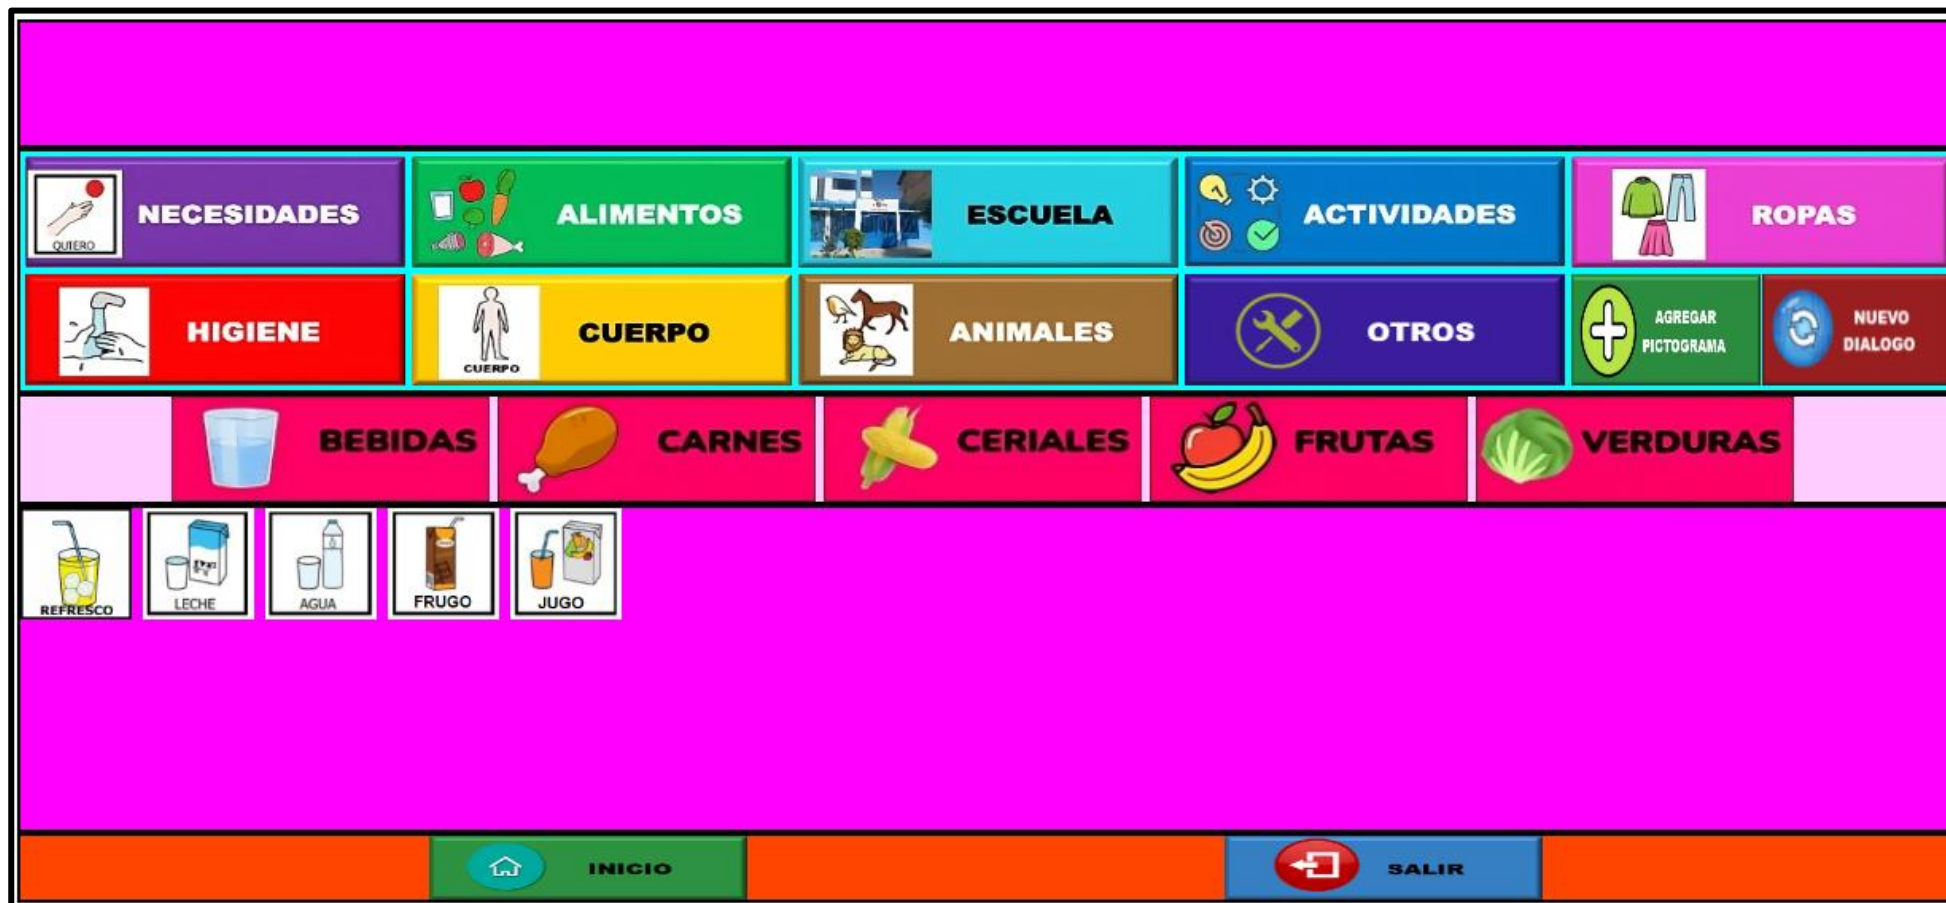 QUIERO
NECESIDADES
ALIMENTOS
ESCUELA
ACTIVIDADES
ROPAS
HIGIENE
CUERPO
CUERPO
ANIMALES
OTROS
AGREGAR
PICTOGRAMA
NUEVO
DIALOGO
BEBIDAS
CARNES
CERIALES
FRUTAS
VERDURAS
REFRESCO
LECHE
AGUA
FRUGO
JUGO
INICIO
SALIR